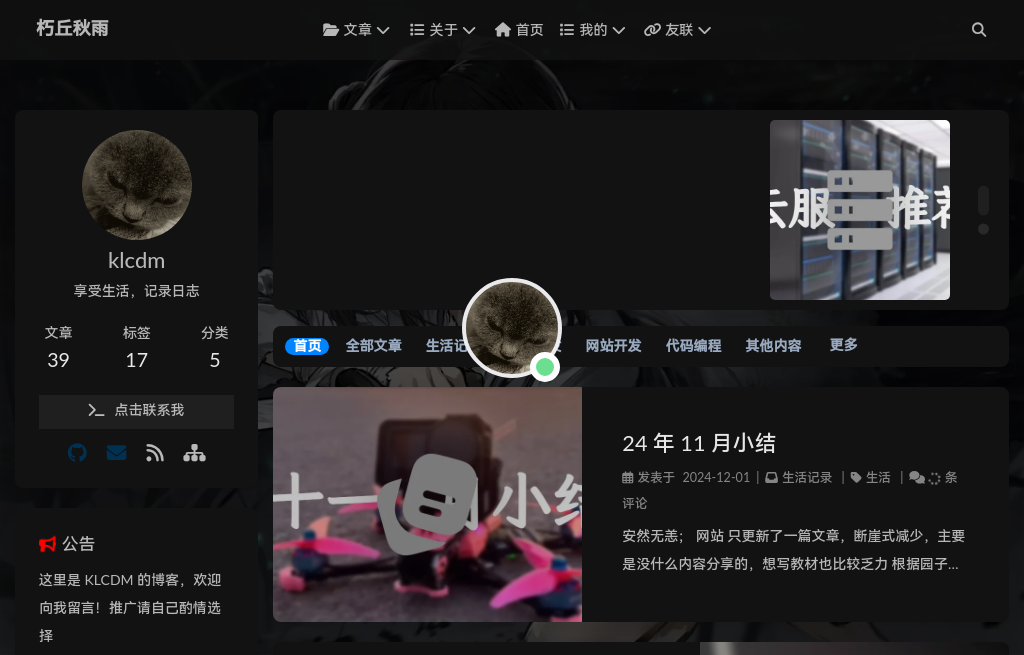 朽丘秋雨
文章 关于 首页 我的 友联
klcdm
享受生活，记录日志
文章 标签 分类
39 17 5
点击联系我
公告
这里是 KLCDM 的博客，欢迎
向我留言！推广请自己酌情选
择
云服 推荐
首页 全部文章 生活记 网站开发 代码编程 其他内容 更多
十一月小结
24 年 11 月小结
发表于 2024-12-01 | 生活记录 | 生活 | 条
评论
安然无恙； 网站 只更新了一篇文章，断崖式减少，主要
是没什么内容分享的，想写教材也比较乏力 根据园子...